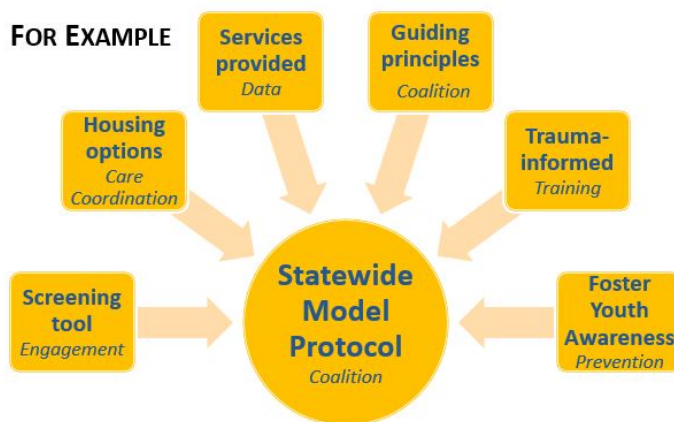 FOR EXAMPLE
Services
provided
Data
Guiding
principles
Coalition
Housing
options
Care
Coordination
Trauma-
informed
Training
Screening
tool
Engagement
Statewide
Model
Protocol
Coalition
Foster
Youth
Awareness
Prevention